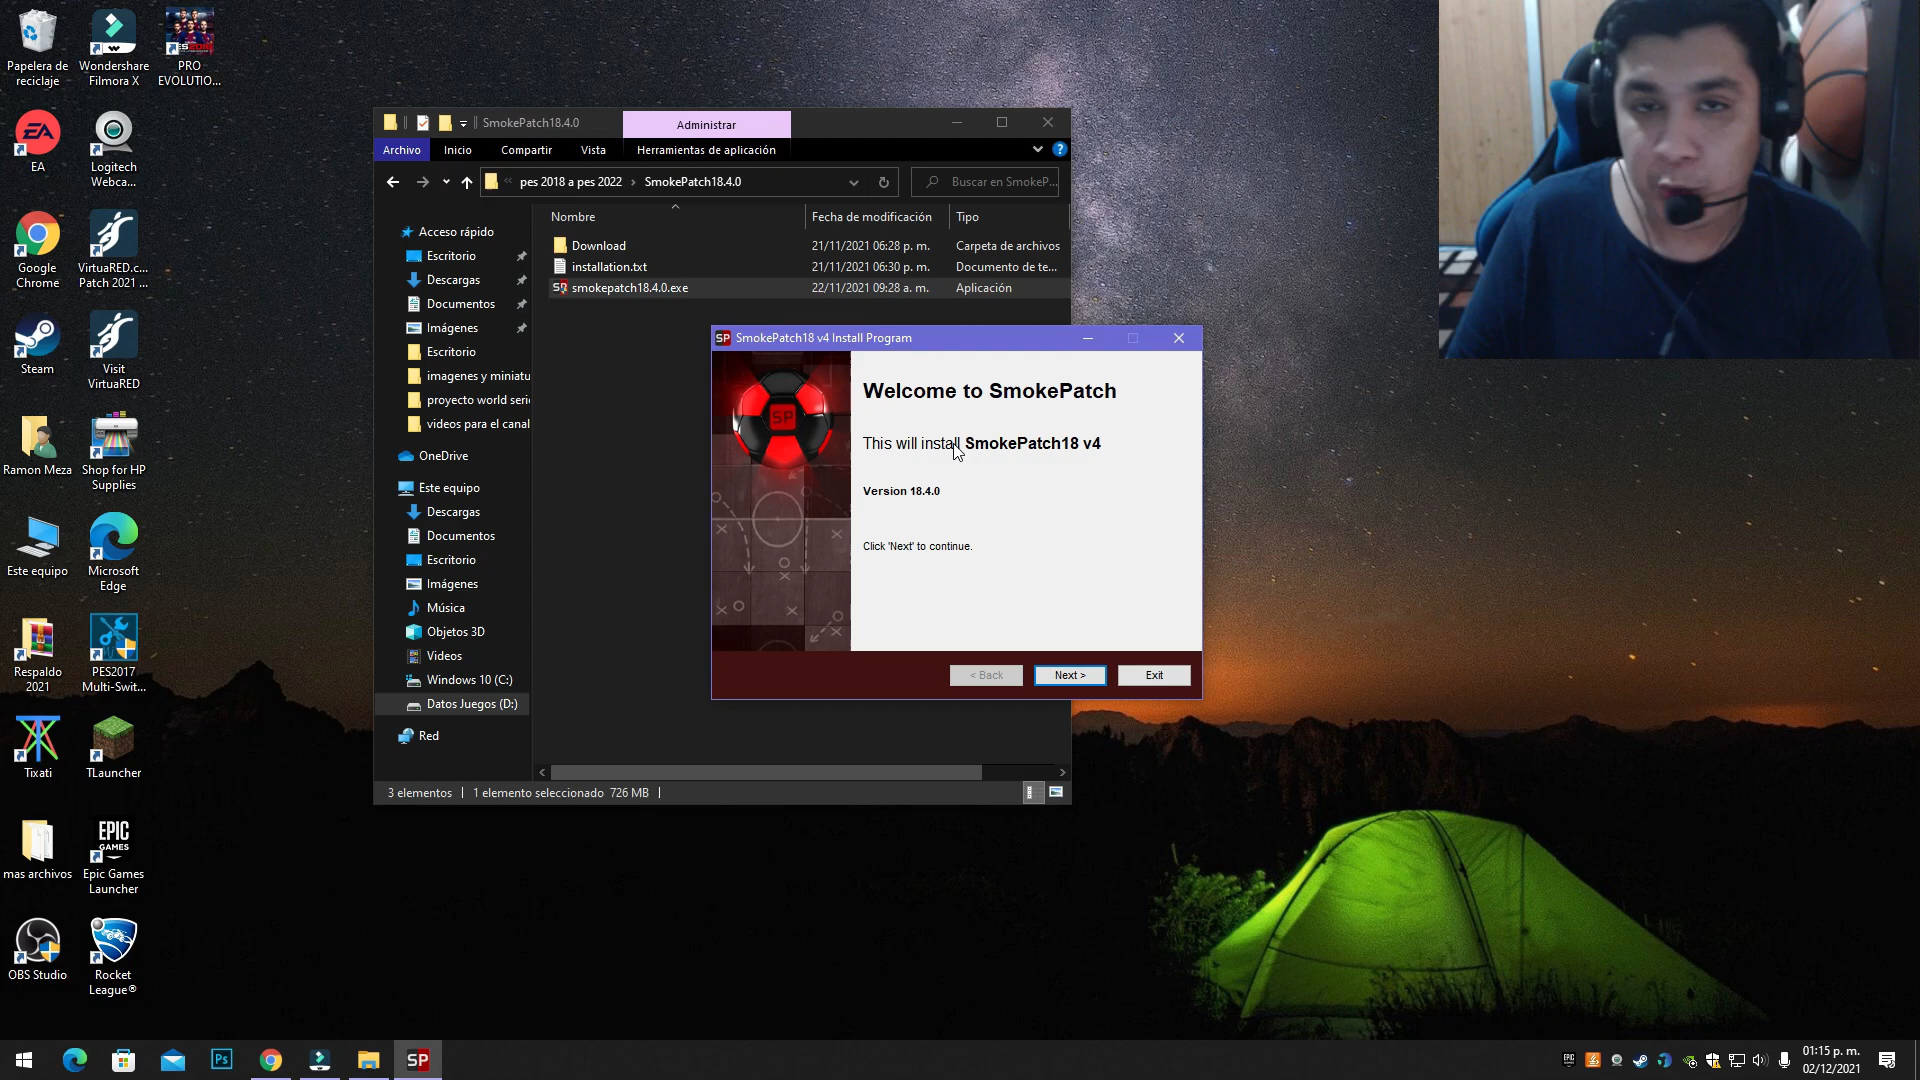 Papelera de
reciclaje
Wondershare
Filmora X
PRO
EVOLUTIO...
EA
Logitech
Webca...
Google
Chrome
VirtuaRED.c...
Patch 2021 ...
Steam
Visit
VirtuaRED
Ramon Meza
Shop for HP
Supplies
Este equipo
Microsoft
Edge
Respaldo
2021
PES2017
Multi-Swit...
Tixati
TLauncher
mas archivos
EPIC
GAMES
Epic Games
Launcher
OBS Studio
Rocket
League®
SmokePatch18.4.0
Administrar
Archivo
Inicio
Compartir
Vista
Herramientas de aplicación
pes 2018 a pes 2022 › SmokePatch18.4.0
Buscar en SmokeP...
Nombre
Fecha de modificación
Tipo
Download
21/11/2021 06:28 p. m.
Carpeta de archivos
installation.txt
21/11/2021 06:30 p. m.
Documento de te...
smokepatch18.4.0.exe
22/11/2021 09:28 a. m.
Aplicación
Acceso rápido
Escritorio
Descargas
Documentos
Imágenes
Escritorio
imagenes y miniatu
proyecto world serie
videos para el canal
OneDrive
Este equipo
Descargas
Documentos
Escritorio
Imágenes
Música
Objetos 3D
Videos
Windows 10 (C:)
Datos Juegos (D:)
Red
3 elementos
1 elemento seleccionado 726 MB
SP
SmokePatch18 v4 Install Program
SP
Welcome to SmokePatch
This will install SmokePatch18 v4
Version 18.4.0
Click 'Next' to continue.
< Back
Next >
Exit
Ps
SP
01:15 p. m.
02/12/2021